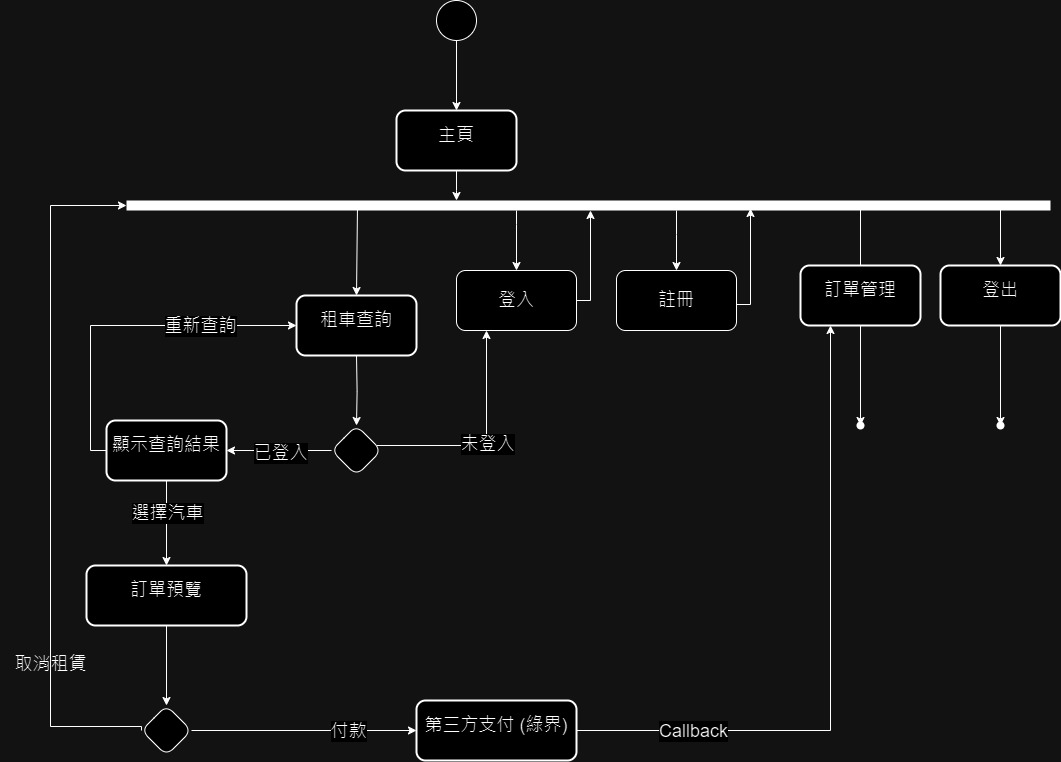 主頁
登入
註冊
訂單管理
登出
租車查詢
重新查詢
顯示查詢結果
已登入
未登入
選擇汽車
訂單預覽
取消租賃
付款
第三方支付 (綠界)
Callback